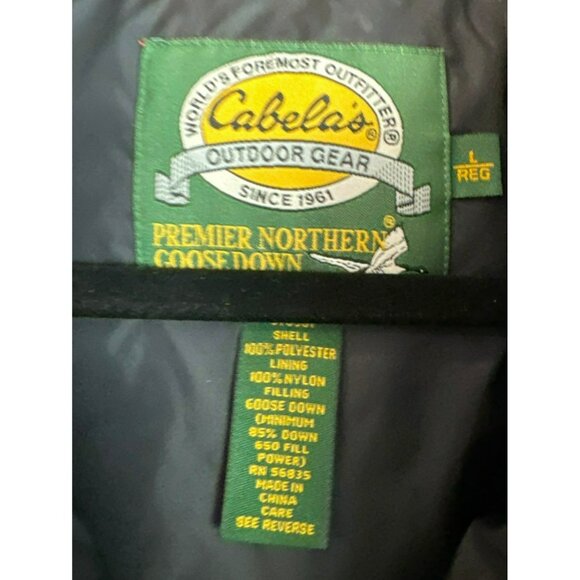 WORLD'S FOREMOST OUTFITTER®
Cabela's®
OUTDOOR GEAR
SINCE 1961
L
REG
PREMIER NORTHERN®
GOOSE DOWN
SHELL
100% POLYESTER
LINING
100% NYLON
FILLING
GOOSE DOWN
(MINIMUM
85% DOWN
650 FILL
POWER)
RN 56835
MADE IN
CHINA
CARE
SEE REVERSE